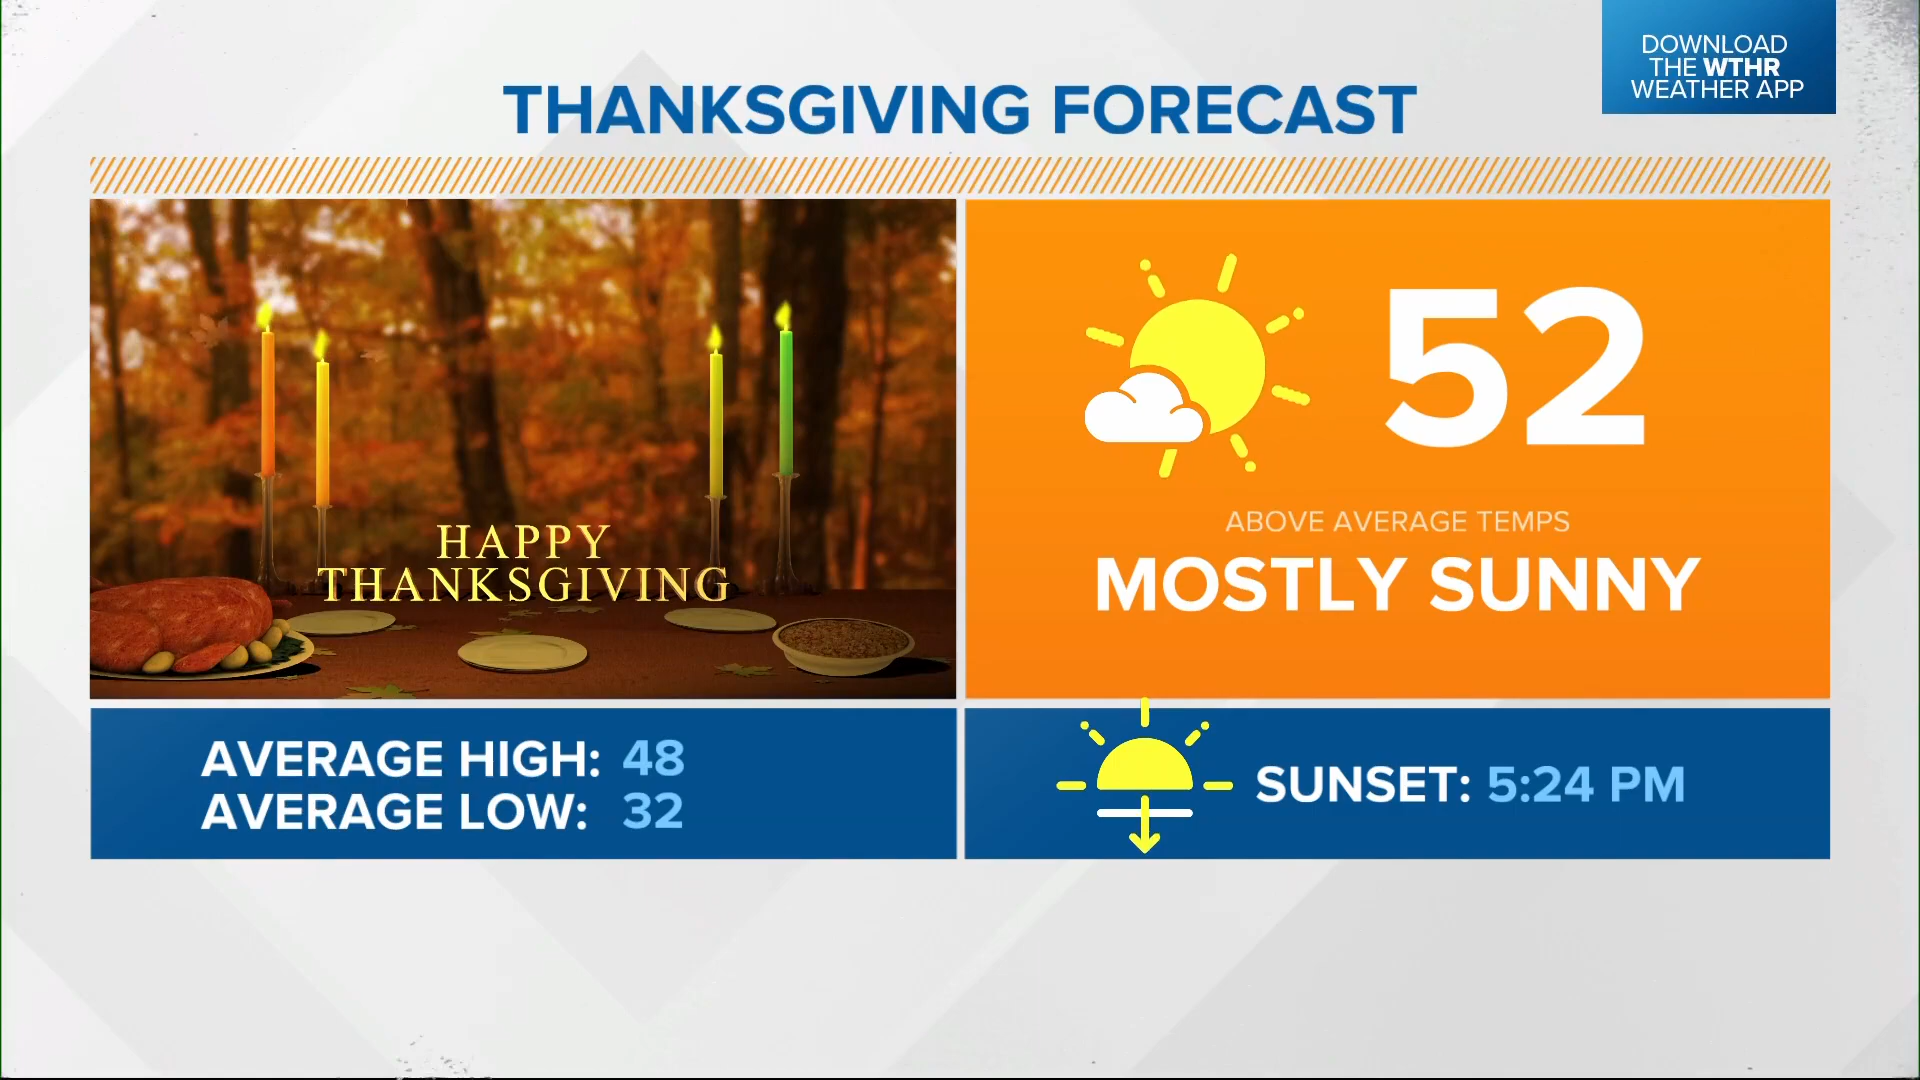 DOWNLOAD
THE WTHR
WEATHER APP
THANKSGIVING FORECAST
HAPPY
THANKSGIVING
52
ABOVE AVERAGE TEMPS
MOSTLY SUNNY
AVERAGE HIGH: 48
AVERAGE LOW: 32
SUNSET: 5:24 PM